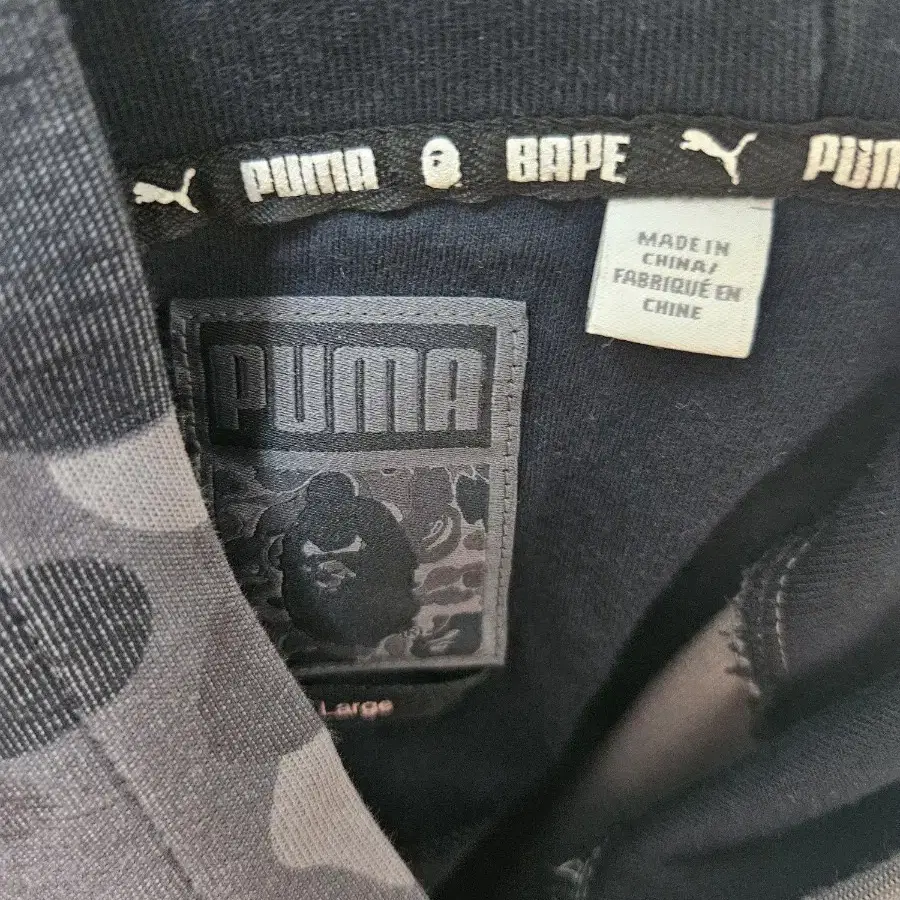 PUMA BAPE PUM
MADE IN
CHINA/
FABRIQUÉ EN
CHINE
PUMA
Large